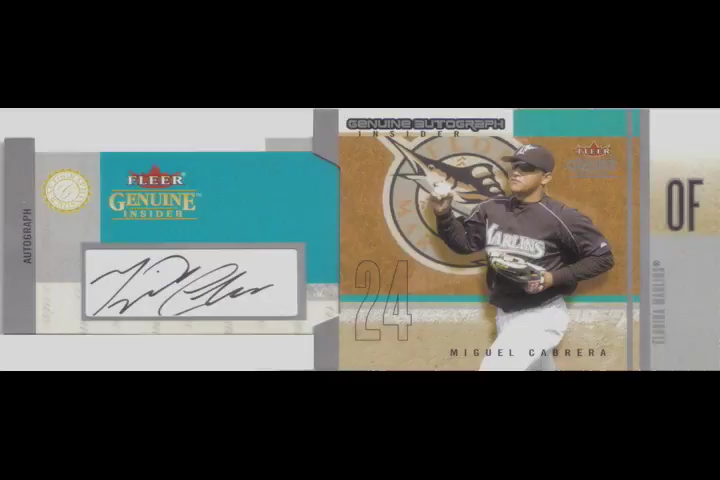 AUTOGRAPH
FLEER
GENUINE
INSIDER
GENUINE AUTOGRAPH
INSIDER
FLEER
MARLINS
24
MIGUEL CABRERA
OF
FLORIDA MARLINS